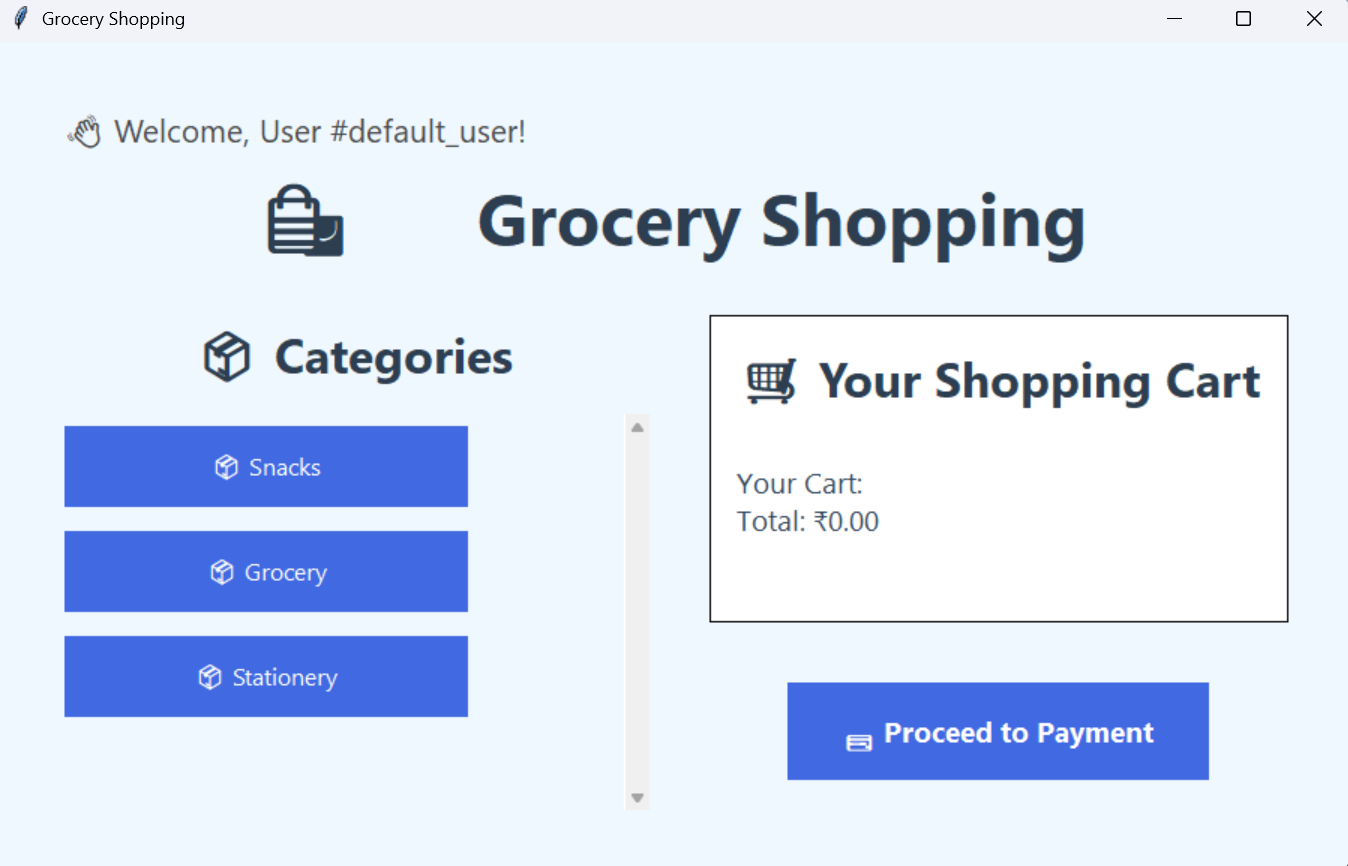 Grocery Shopping
👋 Welcome, User #default_user!
🛍 Grocery Shopping
📦 Categories
📦 Snacks
📦 Grocery
📦 Stationery
🛒 Your Shopping Cart
Your Cart:
Total: ₹0.00
💳 Proceed to Payment